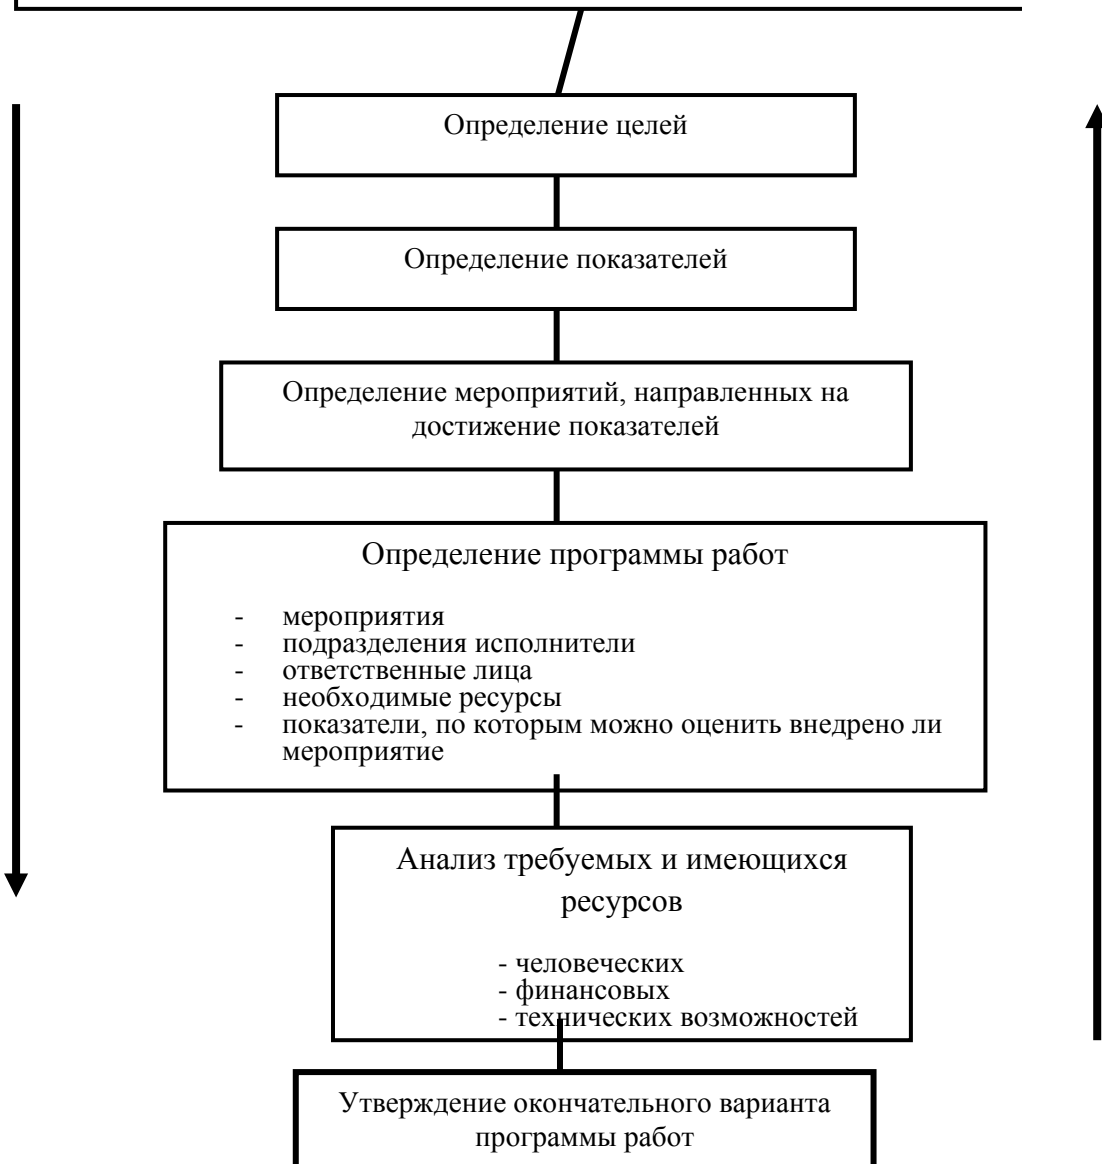 Определение целей
Определение показателей
Определение мероприятий, направленных на
достижение показателей
Определение программы работ
- мероприятия
- подразделения исполнители
- ответственные лица
- необходимые ресурсы
- показатели, по которым можно оценить внедрено ли
мероприятие
Анализ требуемых и имеющихся
ресурсов
- человеческих
- финансовых
- технических возможностей
Утверждение окончательного варианта
программы работ